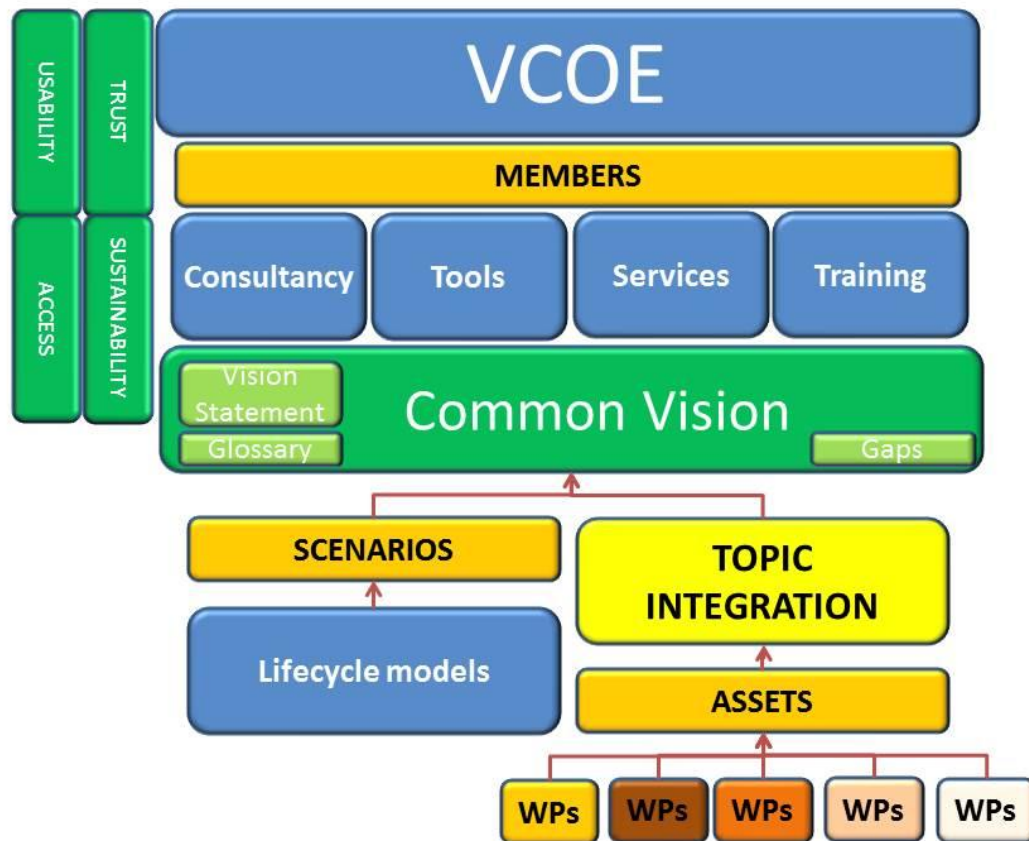 USABILITY
TRUST
ACCESS
SUSTAINABILITY
VCOE
MEMBERS
Consultancy
Tools
Services
Training
Vision
Statement
Glossary
Common Vision
Gaps
SCENARIOS
TOPIC
INTEGRATION
Lifecycle models
ASSETS
WPs
WPs
WPs
WPs
WPs